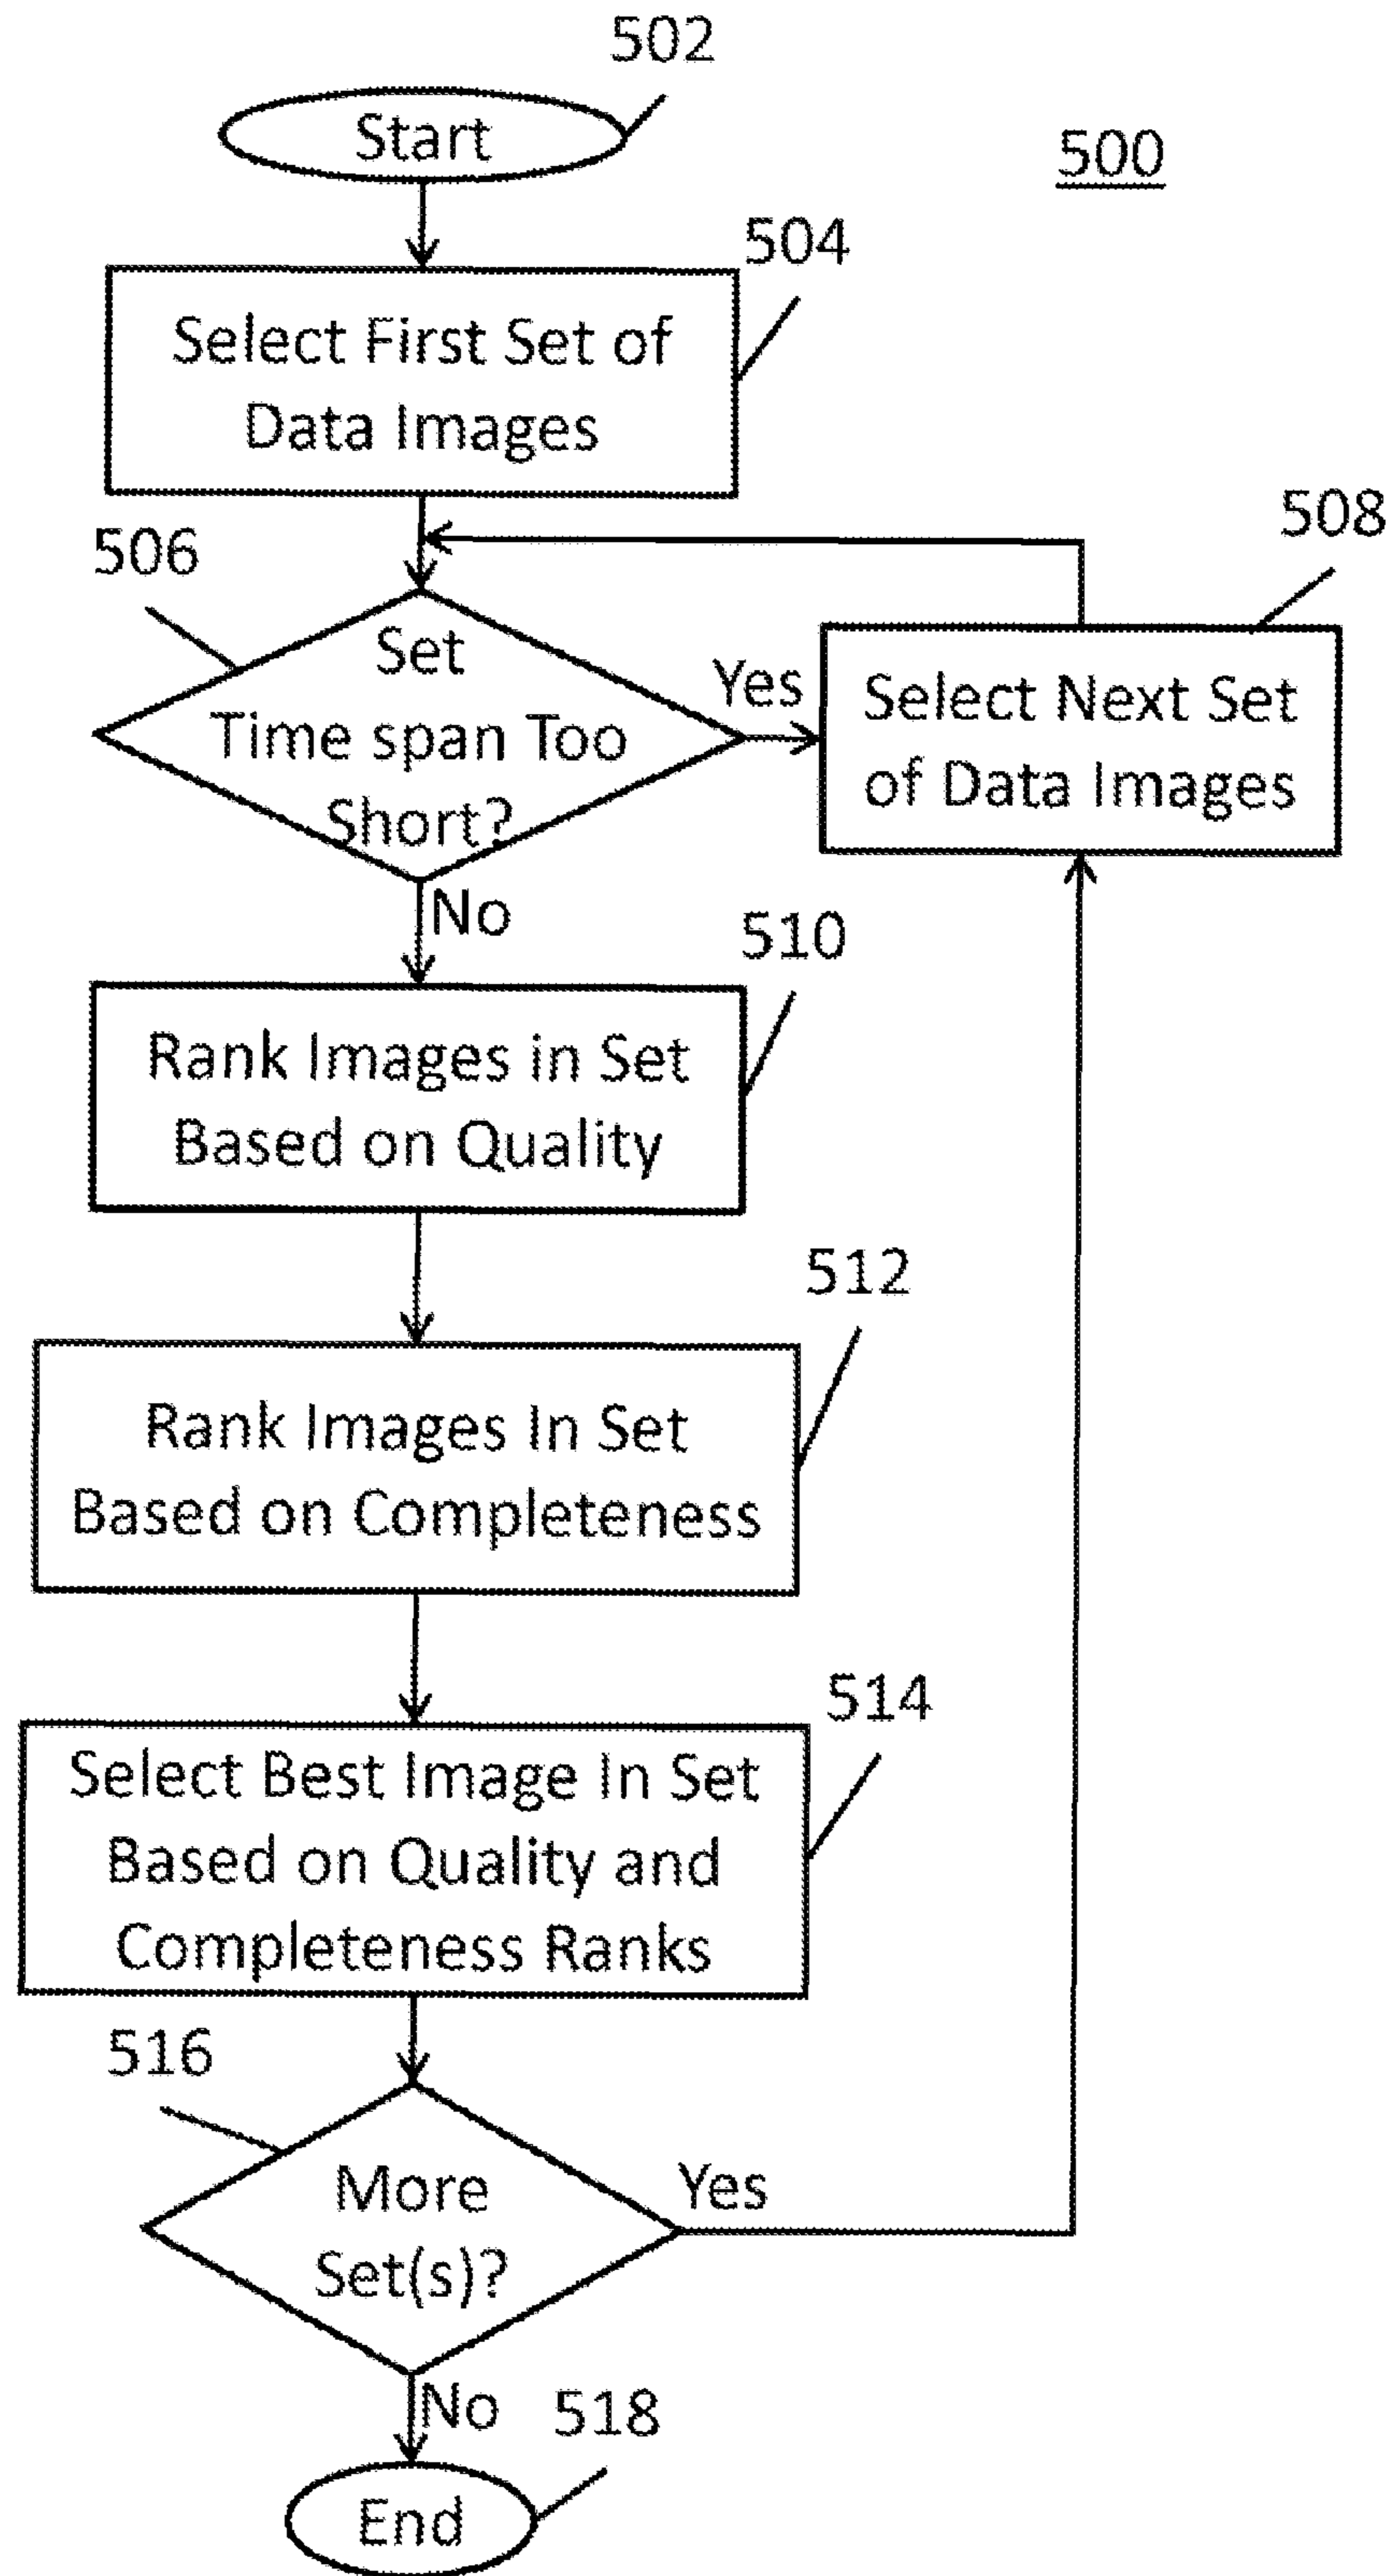 502
Start
500
504
Select First Set of
Data Images
506
508
Set
Time span Too
Short?
Yes
Select Next Set
of Data Images
No
510
Rank Images in Set
Based on Quality
512
Rank Images In Set
Based on Completeness
514
Select Best Image In Set
Based on Quality and
Completeness Ranks
516
More
Set(s)?
Yes
No
518
End